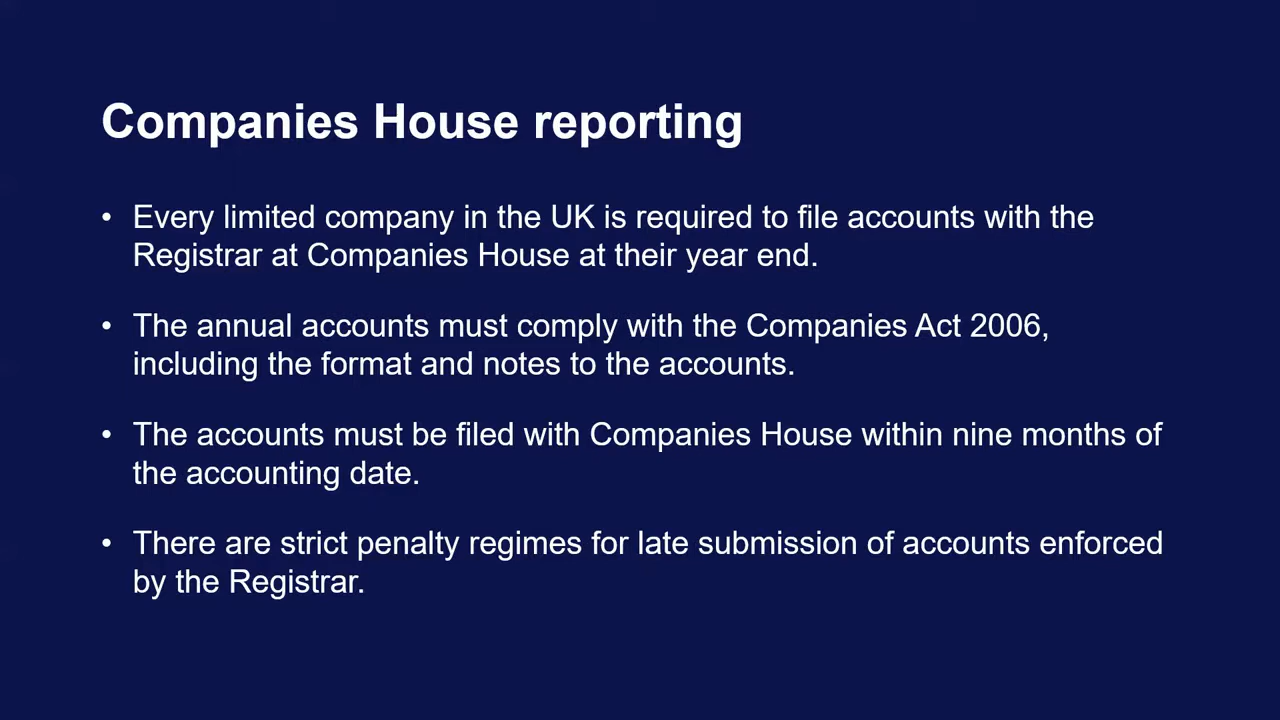 Companies House reporting
• Every limited company in the UK is required to file accounts with the
Registrar at Companies House at their year end.
• The annual accounts must comply with the Companies Act 2006,
including the format and notes to the accounts.
• The accounts must be filed with Companies House within nine months of
the accounting date.
• There are strict penalty regimes for late submission of accounts enforced
by the Registrar.